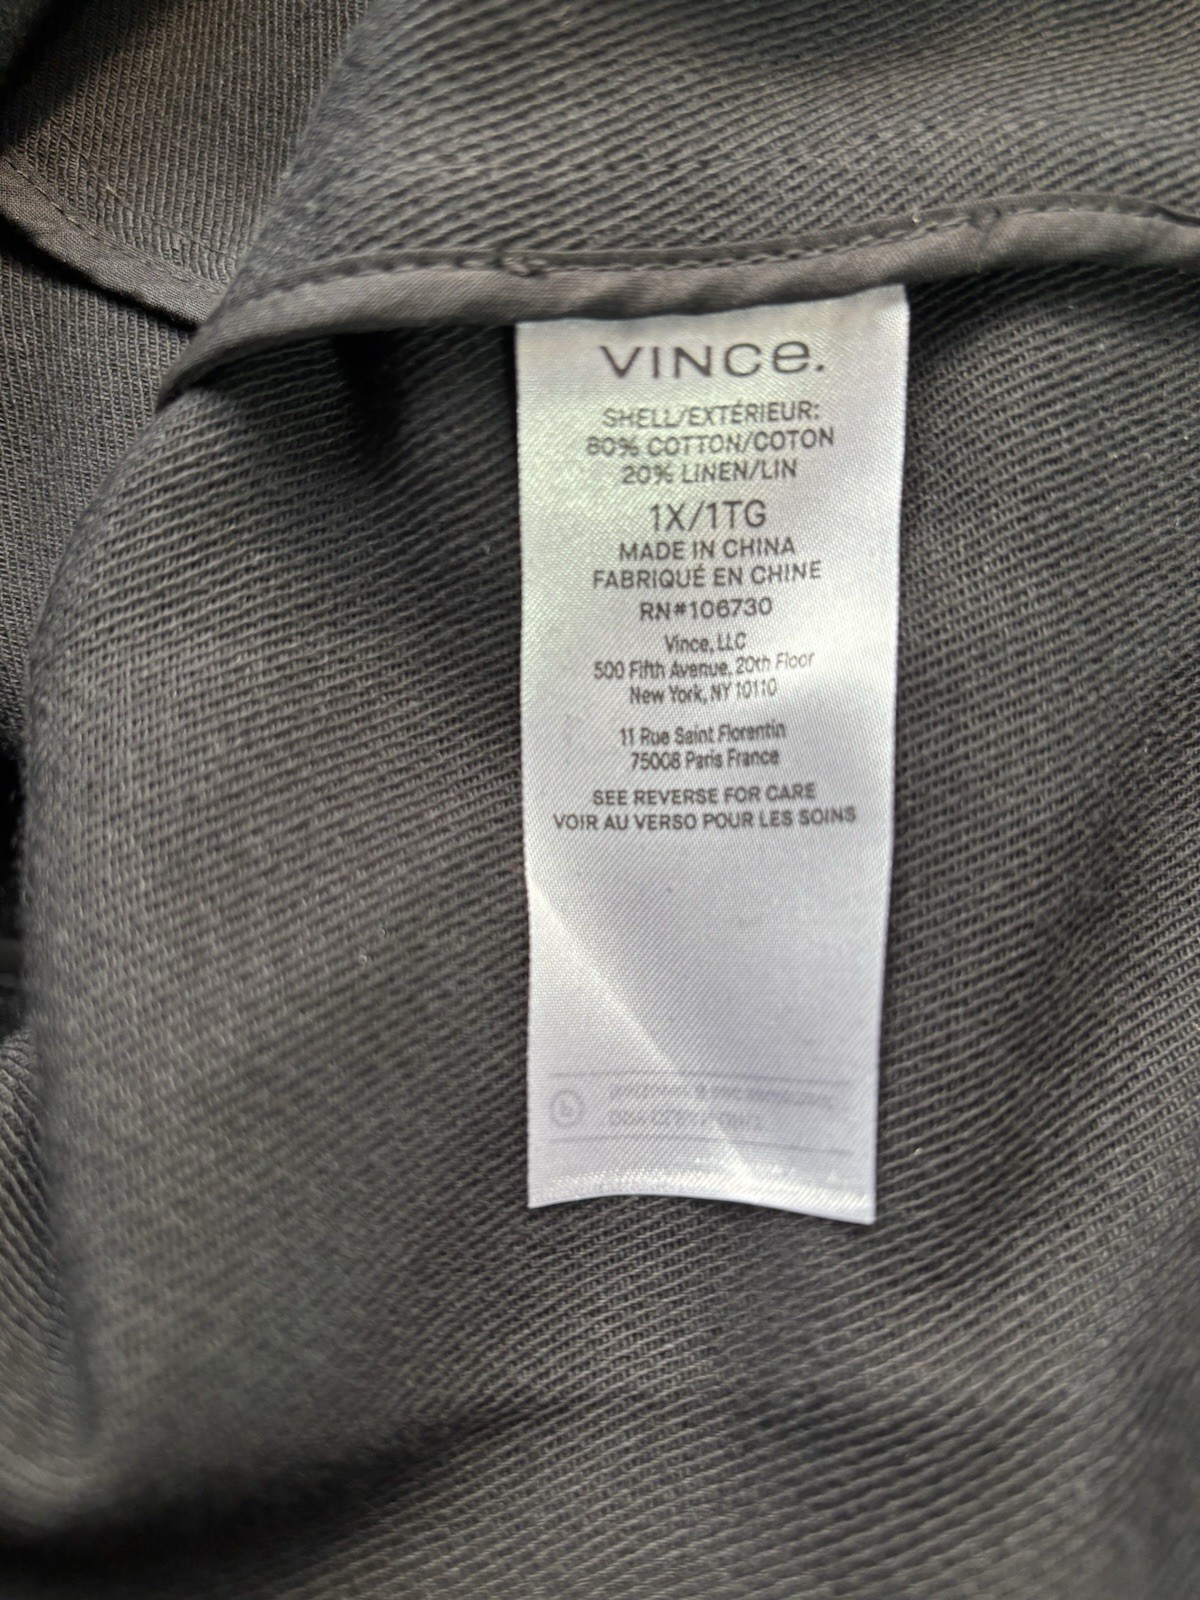 VINCe.
SHELL/EXTÉRIEUR:
80% COTTON/COTON
20% LINEN/LIN
1X/1TG
MADE IN CHINA
FABRIQUÉ EN CHINE
RN#106730
Vince, LLC
500 Fifth Avenue, 20th Floor
New York, NY 10110
11 Rue Saint Florentin
75008 Paris France
SEE REVERSE FOR CARE
VOIR AU VERSO POUR LES SOINS